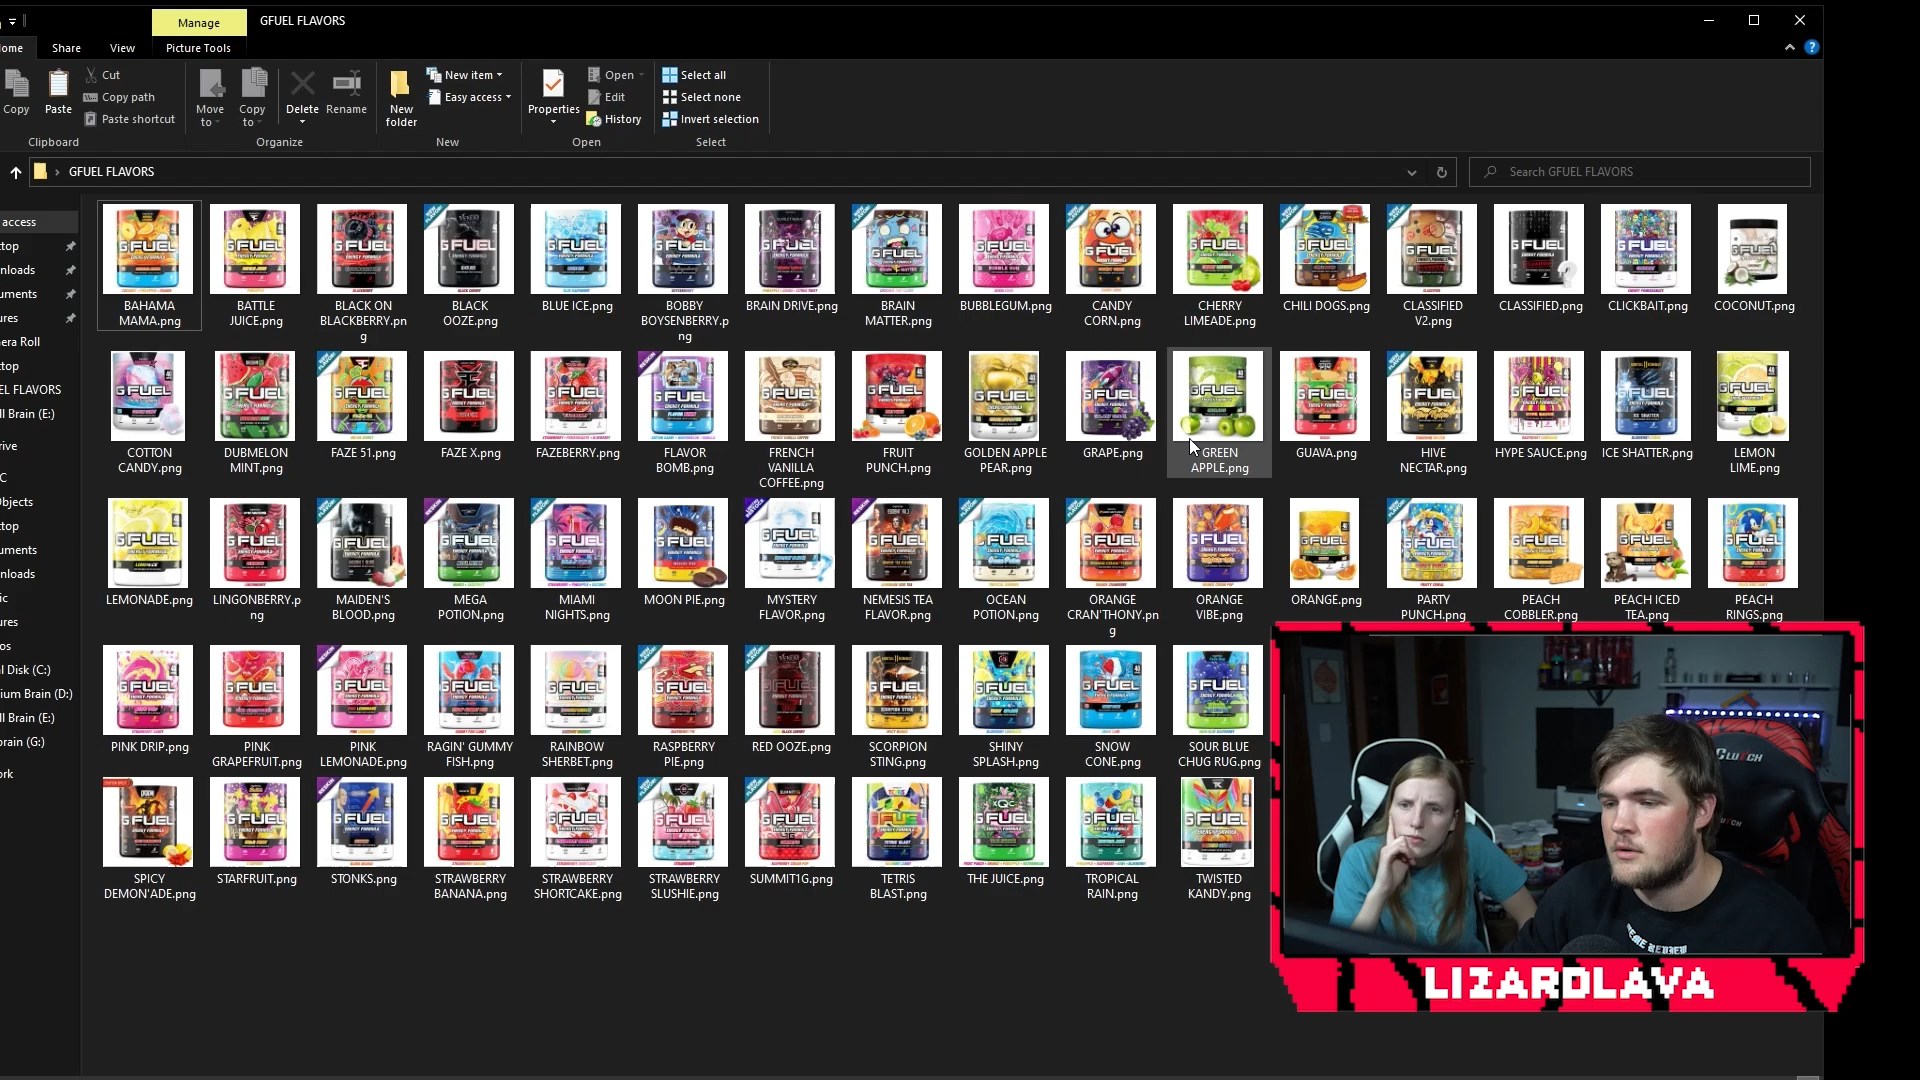 Manage
GFUEL FLAVORS
ome
Share
View
Picture Tools
Copy
Paste
Cut
Copy path
Paste shortcut
Clipboard
Move to
Copy to
Delete
Rename
Organize
New folder
New item
Easy access
New
Properties
Open
Edit
History
Open
Select all
Select none
Invert selection
Select
GFUEL FLAVORS
Search GFUEL FLAVORS
access
top
nloads
uments
ures
era Roll
top
EL FLAVORS
ll Brain (E:)
rive
C
Objects
top
uments
nloads
ic
ures
os
al Disk (C:)
ium Brain (D:)
ll Brain (E:)
brain (G:)
ork
BAHAMA MAMA.png
BATTLE JUICE.png
BLACK ON BLACKBERRY.png
BLACK OOZE.png
BLUE ICE.png
BOBBY BOYSENBERRY.png
BRAIN DRIVE.png
BRAIN MATTER.png
BUBBLEGUM.png
CANDY CORN.png
CHERRY LIMEADE.png
CHILI DOGS.png
CLASSIFIED V2.png
CLASSIFIED.png
CLICKBAIT.png
COCONUT.png
COTTON CANDY.png
DUBMELON MINT.png
FAZE 51.png
FAZE X.png
FAZEBERRY.png
FLAVOR BOMB.png
FRENCH VANILLA COFFEE.png
FRUIT PUNCH.png
GOLDEN APPLE PEAR.png
GRAPE.png
GREEN APPLE.png
GUAVA.png
HIVE NECTAR.png
HYPE SAUCE.png
ICE SHATTER.png
LEMON LIME.png
LEMONADE.png
LINGONBERRY.png
MAIDEN'S BLOOD.png
MEGA POTION.png
MIAMI NIGHTS.png
MOON PIE.png
MYSTERY FLAVOR.png
NEMESIS TEA FLAVOR.png
OCEAN POTION.png
ORANGE CRAN'THONY.png
ORANGE VIBE.png
ORANGE.png
PARTY PUNCH.png
PEACH COBBLER.png
PEACH ICED TEA.png
PEACH RINGS.png
PINK DRIP.png
PINK GRAPEFRUIT.png
PINK LEMONADE.png
RAGIN' GUMMY FISH.png
RAINBOW SHERBET.png
RASPBERRY PIE.png
RED OOZE.png
SCORPION STING.png
SHINY SPLASH.png
SNOW CONE.png
SOUR BLUE CHUG RUG.png
SPICY DEMON'ADE.png
STARFRUIT.png
STONKS.png
STRAWBERRY BANANA.png
STRAWBERRY SHORTCAKE.png
STRAWBERRY SLUSHIE.png
SUMMIT1G.png
TETRIS BLAST.png
THE JUICE.png
TROPICAL RAIN.png
TWISTED KANDY.png
CLUTCH
LIZARDLAVA